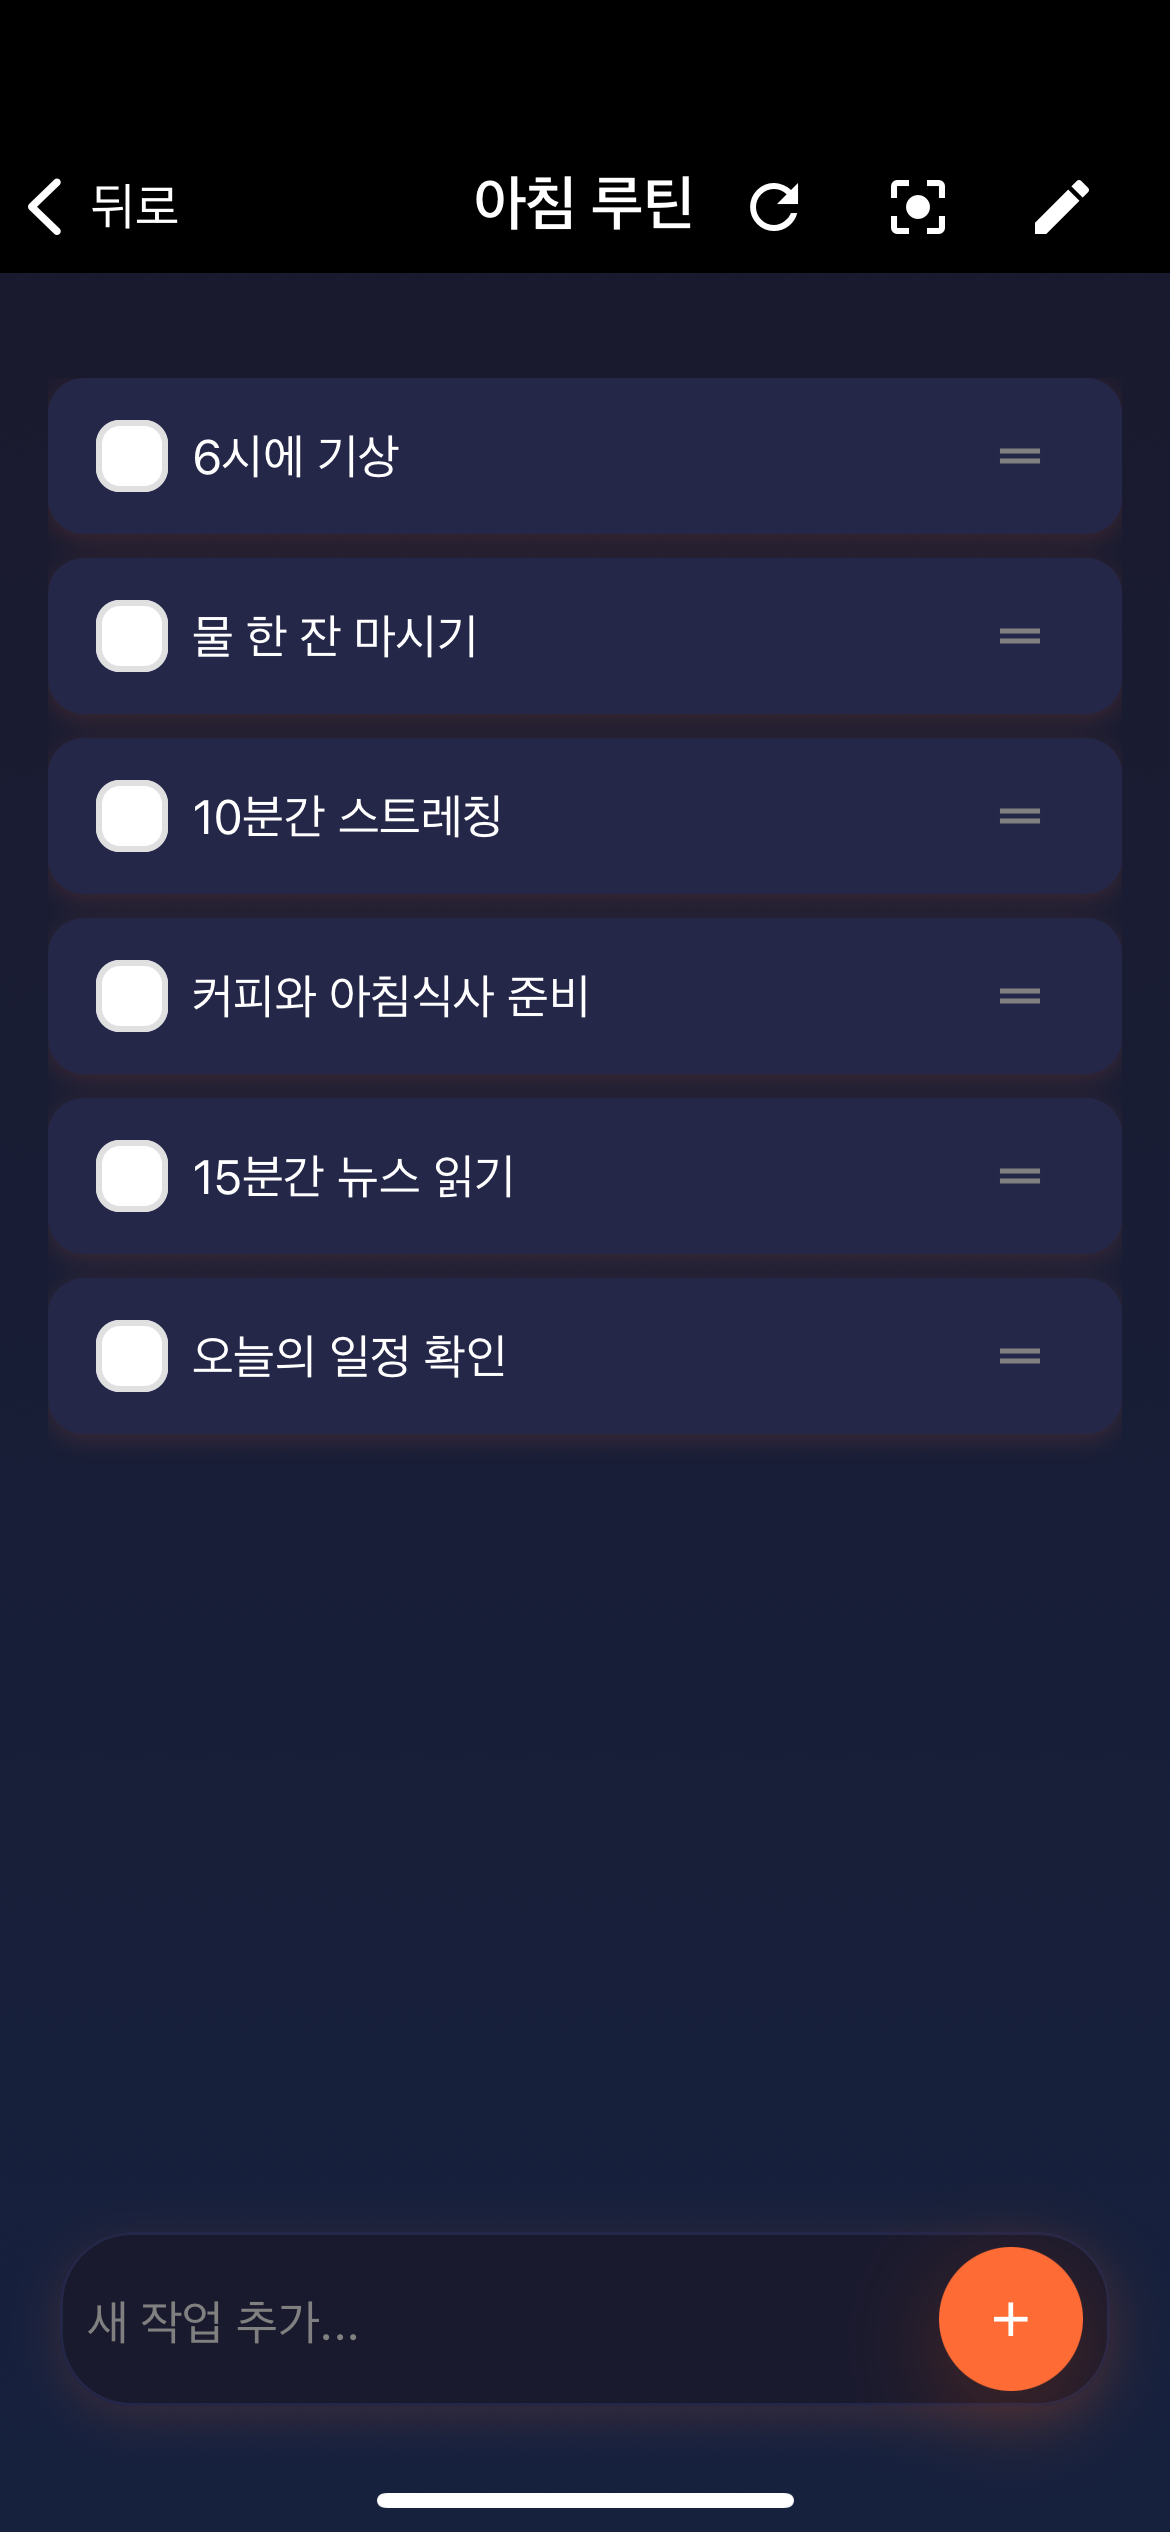 뒤로
아침 루틴
6시에 기상
물 한 잔 마시기
10분간 스트레칭
커피와 아침식사 준비
15분간 뉴스 읽기
오늘의 일정 확인
새 작업 추가...